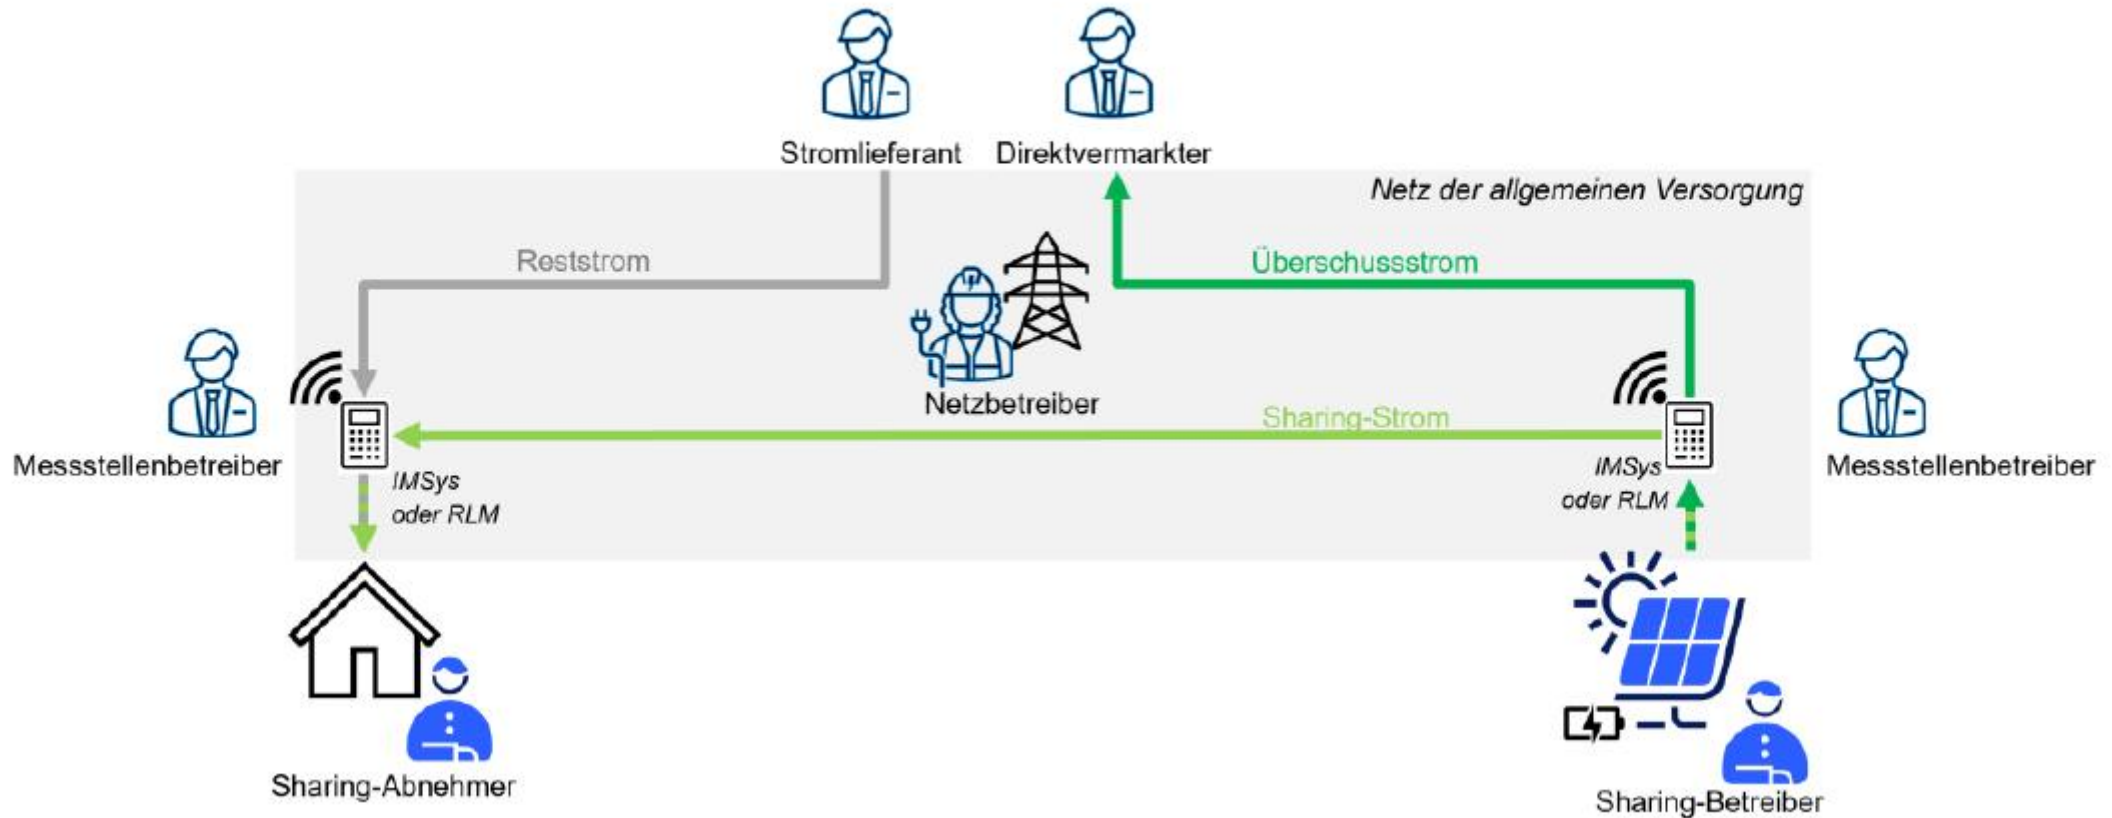 Stromlieferant
Direktvermarkter
Netz der allgemeinen Versorgung
Reststrom
Überschussstrom
Netzbetreiber
Sharing-Strom
Messstellenbetreiber
IMSys
oder RLM
IMSys
oder RLM
Messstellenbetreiber
Sharing-Abnehmer
Sharing-Betreiber